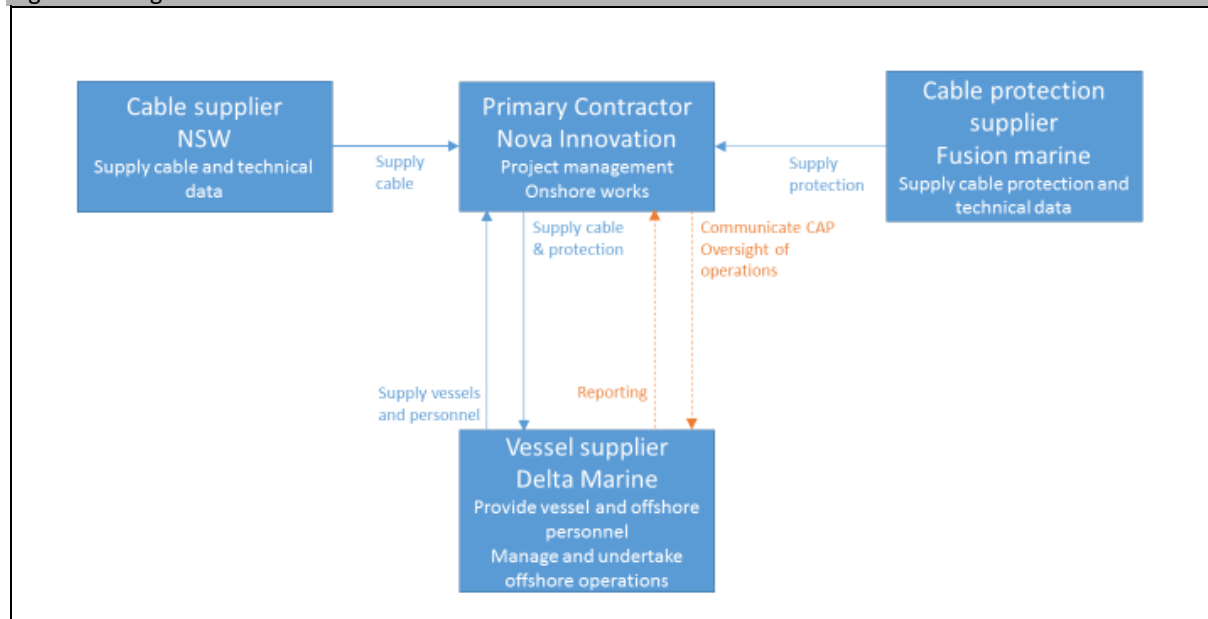 Cable supplier
NSW
Supply cable and technical
data
Supply
cable
Primary Contractor
Nova Innovation
Project management
Onshore works
Cable protection
supplier
Fusion marine
Supply cable protection and
technical data
Supply
protection
Supply cable
& protection
Communicate CAP
Oversight of
operations
Supply vessels
and personnel
Reporting
Vessel supplier
Delta Marine
Provide vessel and offshore
personnel
Manage and undertake
offshore operations